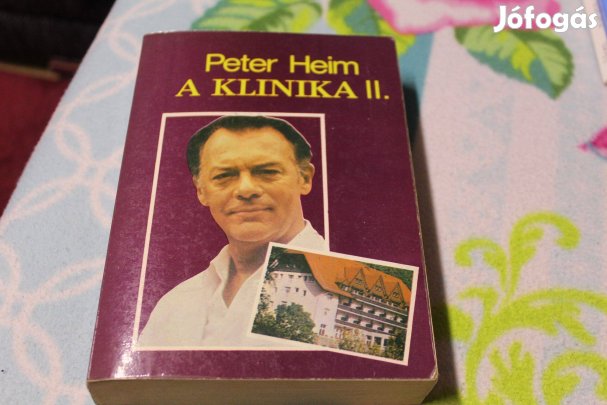 Jófogás
Peter Heim
A KLINIKA II.